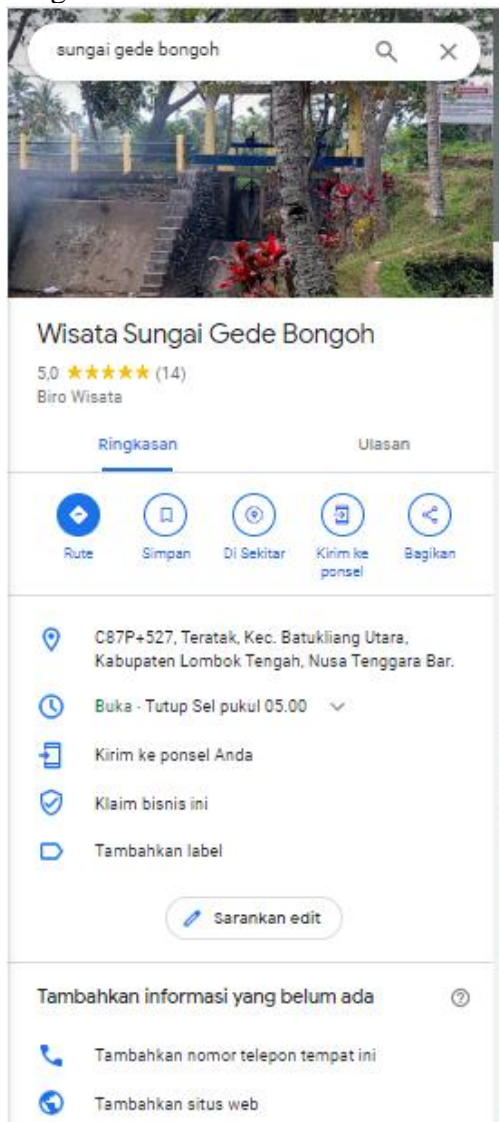 sungai gede bongoh
Wisata Sungai Gede Bongoh
5,0 ★★★★★ (14)
Biro Wisata
Ringkasan Ulasan
Rute Simpan Di Sekitar Kirim ke ponsel Bagikan
C87P+527, Teratak, Kec. Batukliang Utara,
Kabupaten Lombok Tengah, Nusa Tenggara Bar.
Buka · Tutup Sel pukul 05.00
Kirim ke ponsel Anda
Klaim bisnis ini
Tambahkan label
Sarankan edit
Tambahkan informasi yang belum ada
Tambahkan nomor telepon tempat ini
Tambahkan situs web